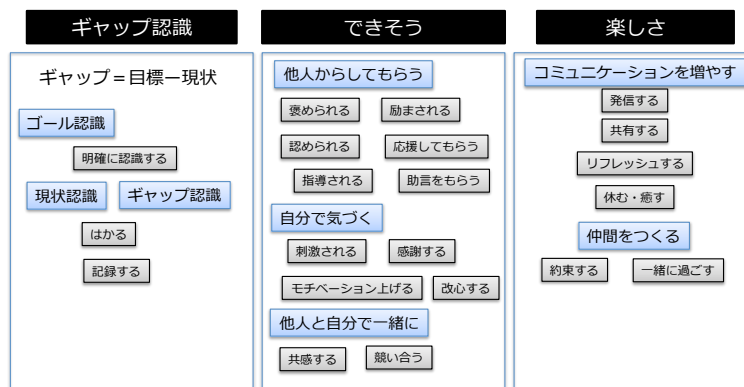 ギャップ認識
ギャップ＝目標ー現状
ゴール認識
明確に認識する
現状認識 ギャップ認識
はかる
記録する
できそう
他人からしてもらう
褒められる 励まされる
認められる 応援してもらう
指導される 助言をもらう
自分で気づく
刺激される 感謝する
モチベーション上げる 改心する
他人と自分で一緒に
共感する 競い合う
楽しさ
コミュニケーションを増やす
発信する
共有する
リフレッシュする
休む・癒す
仲間をつくる
約束する 一緒に過ごす